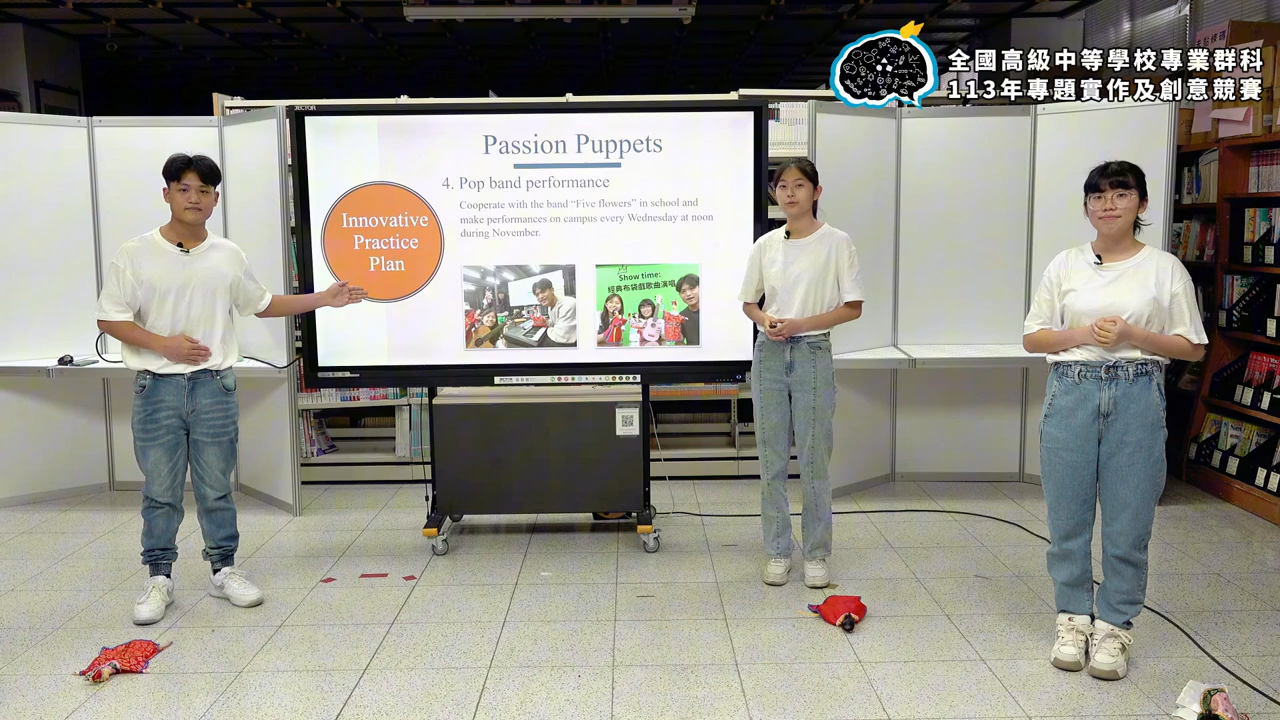 全國高級中等學校專業群科
113年專題實作及創意競賽
JECTOR
Passion Puppets
4. Pop band performance
Cooperate with the band “Five flowers” in school and
make performances on campus every Wednesday at noon
during November.
Innovative
Practice
Plan
Show time:
經典布袋戲歌曲演唱
JECTOR